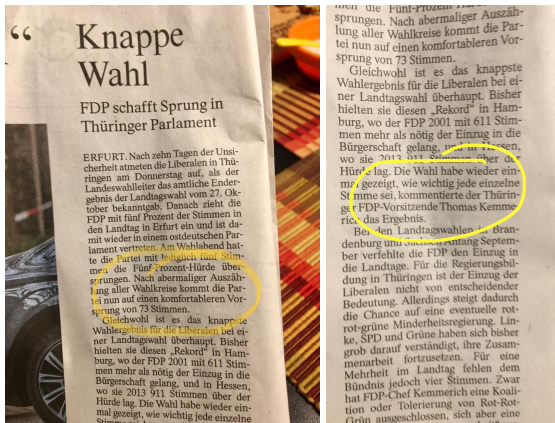 “
Knappe
Wahl
FDP schafft Sprung in
Thüringer Parlament
ERFURT. Nach zehn Tagen der Unsi-
cherheit atmeten die Liberalen in Thü-
ringen am Donnerstag auf, als der
Landeswahlleiter das amtliche Ender-
gebnis der Landtagswahl vom 27. Ok-
tober bekanntgab. Danach zieht die
FDP mit fünf Prozent der Stimmen in
den Landtag in Erfurt ein und ist da-
mit wieder in einem ostdeutschen Par-
lament vertreten. Am Wahlabend hat-
te die Partei mit lediglich fünf Stim-
men die Fünf-Prozent-Hürde über-
sprungen. Nach abermaliger Auszäh-
lung aller Wahlkreise kommt die Par-
tei nun auf einen komfortableren Vor-
sprung von 73 Stimmen.
Gleichwohl ist es das knappste
Wahlergebnis für die Liberalen bei ei-
ner Landtagswahl überhaupt. Bisher
hielten sie diesen „Rekord“ in Ham-
burg, wo der FDP 2001 mit 611 Stim-
men mehr als nötig der Einzug in die
Bürgerschaft gelang, und in Hessen,
wo sie 2013 911 Stimmen über der
Hürde lag. Die Wahl habe wieder ein-
mal gezeigt, wie wichtig jede einzelne
men die Fünf-Prozent-Hürde
sprungen. Nach abermaliger Auszäh-
lung aller Wahlkreise kommt die Par-
tei nun auf einen komfortableren Vor-
sprung von 73 Stimmen.
Gleichwohl ist es das knappste
Wahlergebnis für die Liberalen bei ei-
ner Landtagswahl überhaupt. Bisher
hielten sie diesen „Rekord“ in Ham-
burg, wo der FDP 2001 mit 611 Stim-
men mehr als nötig der Einzug in die
Bürgerschaft gelang, und in Hessen,
wo sie 2013 911 Stimmen über der
Hürde lag. Die Wahl habe wieder ein-
mal gezeigt, wie wichtig jede einzelne
Stimme sei, kommentierte der Thürin-
ger FDP-Vorsitzende Thomas Kemme-
rich das Ergebnis.
Bei den Landtagswahlen in Bran-
denburg und Sachsen Anfang Septem-
ber verfehlte die FDP den Einzug in
die Landtage. Für die Regierungsbil-
dung in Thüringen ist der Einzug der
Liberalen nicht von entscheidender
Bedeutung. Allerdings steigt dadurch
die Chance auf eine eventuelle rot-
rot-grüne Minderheitsregierung. Lin-
ke, SPD und Grüne haben sich bisher
grob darauf verständigt, ihre Zusam-
menarbeit fortzusetzen. Für eine
Mehrheit im Landtag fehlen dem
Bündnis jedoch vier Stimmen. Zwar
hat FDP-Chef Kemmerich eine Koali-
tion oder Tolerierung von Rot-Rot-
Grün ausgeschlossen, sich aber eine